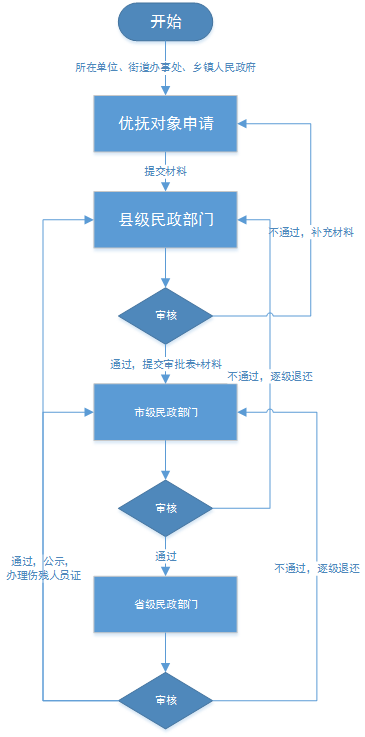 开始
所在单位、街道办事处、乡镇人民政府
优抚对象申请
提交材料
县级民政部门
不通过，补充材料
审核
通过，提交审批表+材料
不通过，逐级退还
市级民政部门
审核
通过
通过，公示，
办理伤残人员证
不通过，逐级退还
省级民政部门
审核